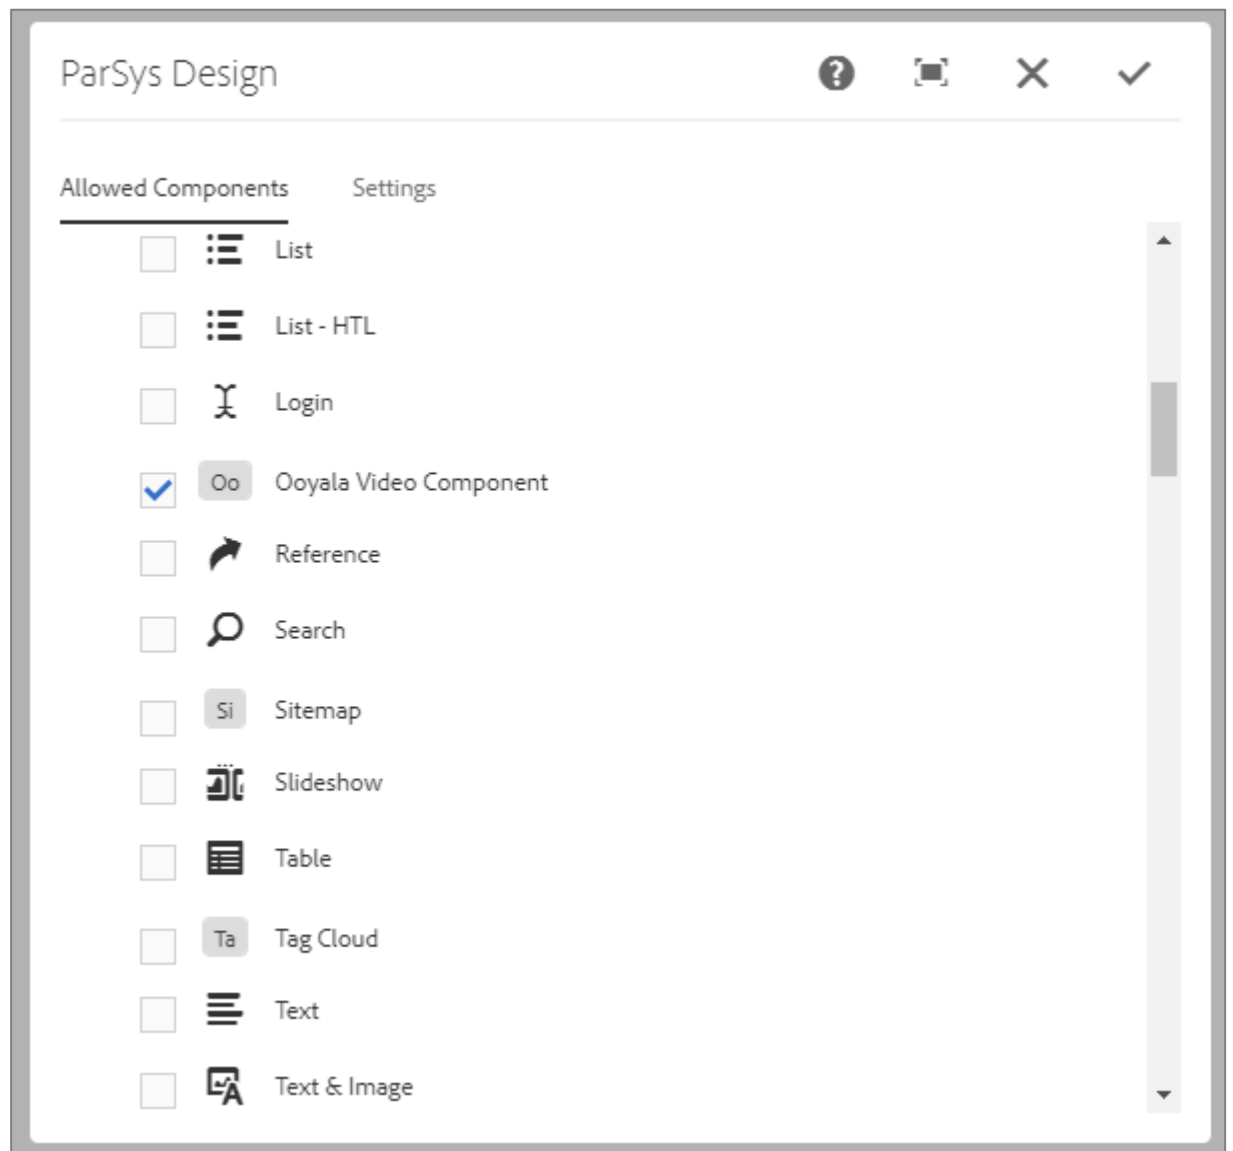 ParSys Design
?
Allowed Components Settings
List
List - HTL
Login
Oo Ooyala Video Component
Reference
Search
Si Sitemap
Slideshow
Table
Ta Tag Cloud
Text
Text & Image